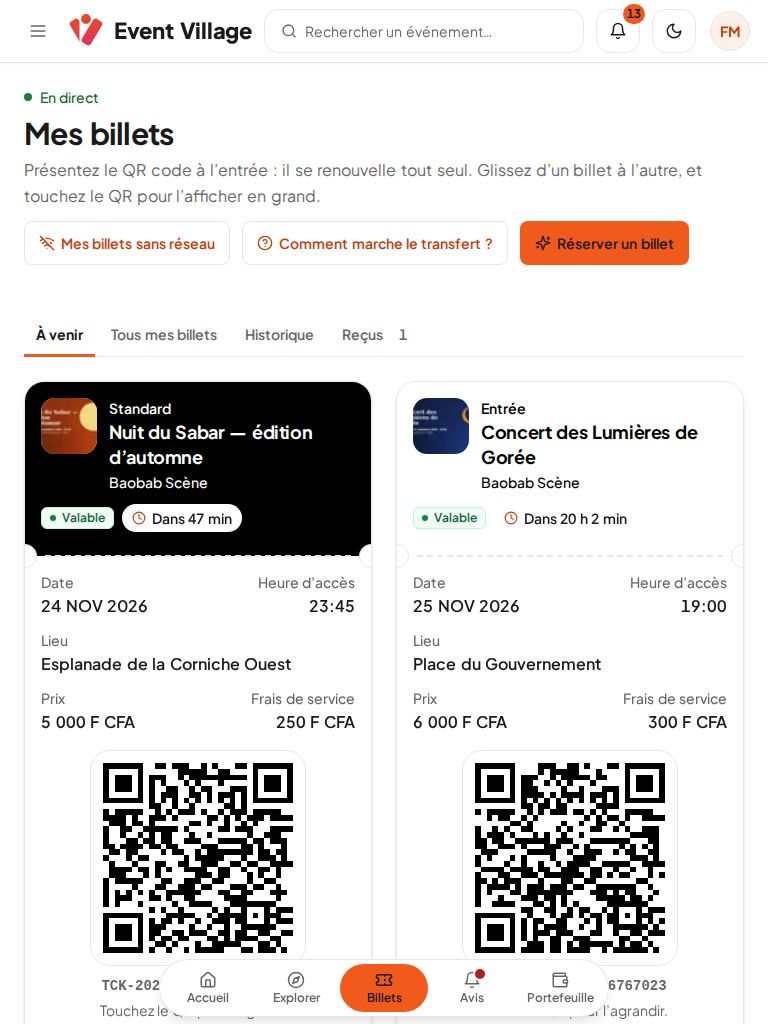 Event Village
Rechercher un événement…
13
FM
En direct
Mes billets
Présentez le QR code à l'entrée : il se renouvelle tout seul. Glissez d'un billet à l'autre, et
touchez le QR pour l'afficher en grand.
Mes billets sans réseau
Comment marche le transfert ?
Réserver un billet
À venir
Tous mes billets
Historique
Reçus 1
Standard
Nuit du Sabar — édition
d'automne
Baobab Scène
Valable
Dans 47 min
Date
Heure d'accès
24 NOV 2026
23:45
Lieu
Esplanade de la Corniche Ouest
Prix
Frais de service
5 000 F CFA
250 F CFA
Entrée
Concert des Lumières de
Gorée
Baobab Scène
Valable
Dans 20 h 2 min
Date
Heure d'accès
25 NOV 2026
19:00
Lieu
Place du Gouvernement
Prix
Frais de service
6 000 F CFA
300 F CFA
TCK-202
6767023
Touchez le
l'agrandir.
Accueil
Explorer
Billets
Avis
Portefeuille